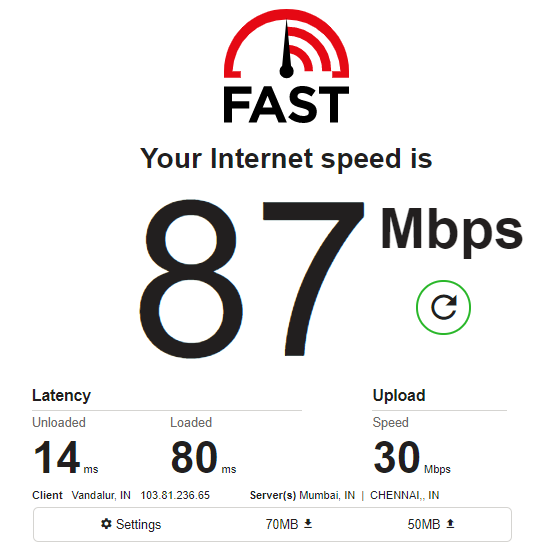 FAST
Your Internet speed is
87 Mbps
Latency Upload
Unloaded Loaded Speed
14 ms 80 ms 30 Mbps
Client Vandalur, IN 103.81.236.65 Server(s) Mumbai, IN | CHENNAI,, IN
Settings 70MB 50MB